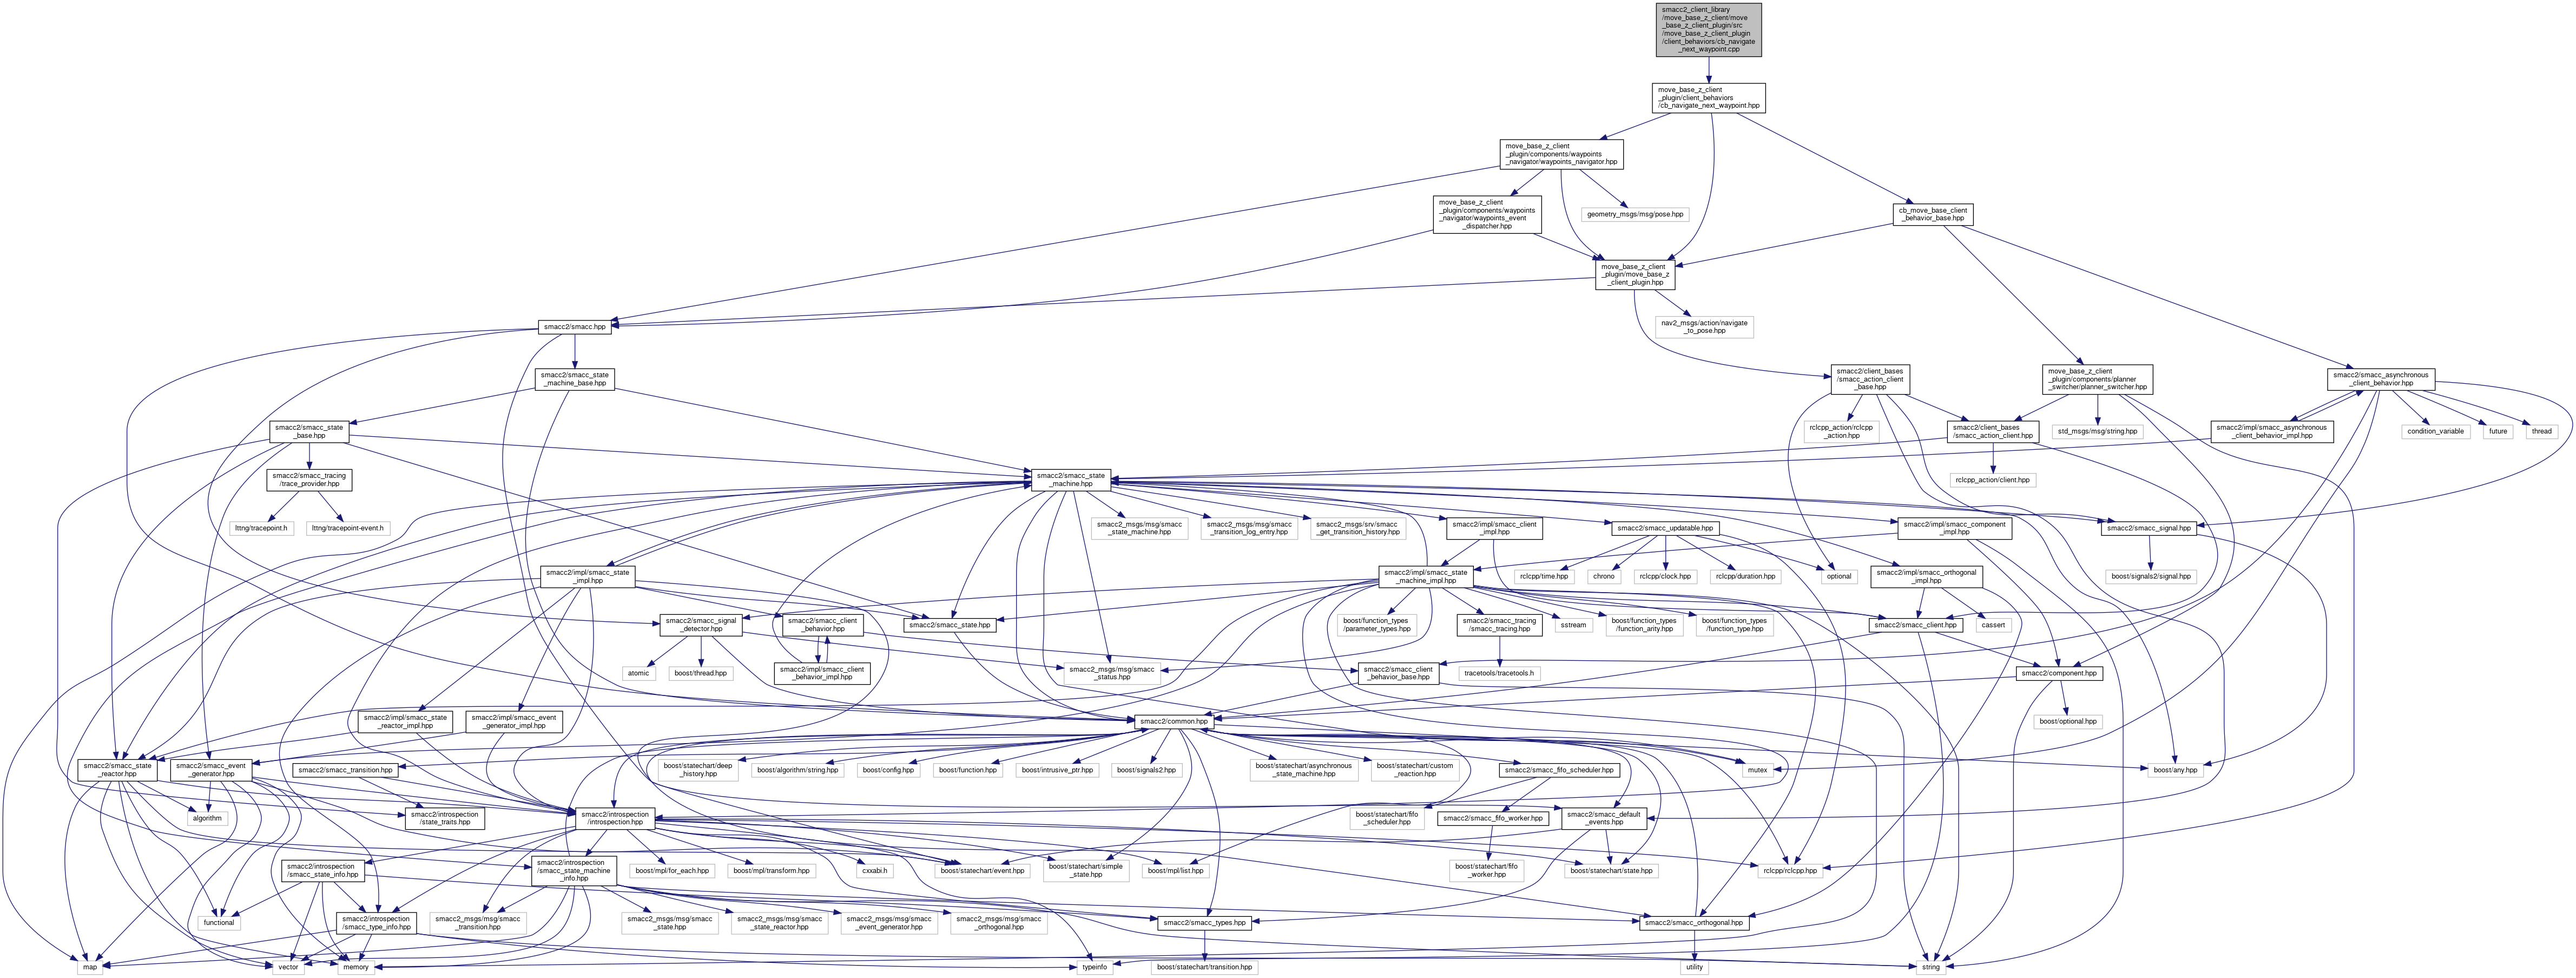 smacc2_client_library
/move_base_z_client/move
_base_z_client_plugin/src
/move_base_z_client_plugin
/client_behaviors/cb_navigate
_next_waypoint.cpp
move_base_z_client
_plugin/client_behaviors
/cb_navigate_next_waypoint.hpp
move_base_z_client
_plugin/components/waypoints
_navigator/waypoints_navigator.hpp
move_base_z_client
_plugin/components/waypoints
_navigator/waypoints_event
_dispatcher.hpp
geometry_msgs/msg/pose.hpp
cb_move_base_client
_behavior_base.hpp
move_base_z_client
_plugin/move_base_z
_client_plugin.hpp
smacc2/smacc.hpp
nav2_msgs/action/navigate
_to_pose.hpp
smacc2/smacc_state
_machine_base.hpp
smacc2/client_bases
/smacc_action_client
_base.hpp
move_base_z_client
_plugin/components/planner
_switcher/planner_switcher.hpp
smacc2/smacc_asynchronous
_client_behavior.hpp
smacc2/smacc_state
_base.hpp
rclcpp_action/rclcpp
_action.hpp
smacc2/client_bases
/smacc_action_client.hpp
std_msgs/msg/string.hpp
smacc2/impl/smacc_asynchronous
_client_behavior_impl.hpp
condition_variable
future
thread
smacc2/smacc_tracing
/trace_provider.hpp
smacc2/smacc_state
_machine.hpp
rclcpp_action/client.hpp
lttng/tracepoint.h
lttng/tracepoint-event.h
smacc2_msgs/msg/smacc
_state_machine.hpp
smacc2_msgs/msg/smacc
_transition_log_entry.hpp
smacc2_msgs/srv/smacc
_get_transition_history.hpp
smacc2/impl/smacc_client
_impl.hpp
smacc2/smacc_updatable.hpp
smacc2/impl/smacc_component
_impl.hpp
smacc2/smacc_signal.hpp
smacc2/impl/smacc_state
_impl.hpp
smacc2/impl/smacc_state
_machine_impl.hpp
rclcpp/time.hpp
chrono
rclcpp/clock.hpp
rclcpp/duration.hpp
optional
smacc2/impl/smacc_orthogonal
_impl.hpp
boost/signals2/signal.hpp
smacc2/smacc_signal
_detector.hpp
smacc2/smacc_client
_behavior.hpp
smacc2/smacc_state.hpp
boost/function_types
/parameter_types.hpp
smacc2/smacc_tracing
/smacc_tracing.hpp
sstream
boost/function_types
/function_arity.hpp
boost/function_types
/function_type.hpp
smacc2/smacc_client.hpp
cassert
atomic
boost/thread.hpp
smacc2/impl/smacc_client
_behavior_impl.hpp
smacc2_msgs/msg/smacc
_status.hpp
smacc2/smacc_client
_behavior_base.hpp
tracetools/tracetools.h
smacc2/component.hpp
smacc2/impl/smacc_state
_reactor_impl.hpp
smacc2/impl/smacc_event
_generator_impl.hpp
smacc2/common.hpp
boost/optional.hpp
smacc2/smacc_state
_reactor.hpp
smacc2/smacc_event
_generator.hpp
smacc2/smacc_transition.hpp
boost/statechart/deep
_history.hpp
boost/algorithm/string.hpp
boost/config.hpp
boost/function.hpp
boost/intrusive_ptr.hpp
boost/signals2.hpp
boost/statechart/asynchronous
_state_machine.hpp
boost/statechart/custom
_reaction.hpp
smacc2/smacc_fifo_scheduler.hpp
mutex
boost/any.hpp
algorithm
smacc2/introspection
/state_traits.hpp
smacc2/introspection
/introspection.hpp
boost/statechart/fifo
_scheduler.hpp
smacc2/smacc_fifo_worker.hpp
smacc2/smacc_default
_events.hpp
smacc2/introspection
/smacc_state_info.hpp
smacc2/introspection
/smacc_state_machine
_info.hpp
boost/mpl/for_each.hpp
boost/mpl/transform.hpp
cxxabi.h
boost/statechart/event.hpp
boost/statechart/simple
_state.hpp
boost/mpl/list.hpp
boost/statechart/fifo
_worker.hpp
boost/statechart/state.hpp
rclcpp/rclcpp.hpp
functional
smacc2/introspection
/smacc_type_info.hpp
smacc2_msgs/msg/smacc
_transition.hpp
smacc2_msgs/msg/smacc
_state.hpp
smacc2_msgs/msg/smacc
_state_reactor.hpp
smacc2_msgs/msg/smacc
_event_generator.hpp
smacc2_msgs/msg/smacc
_orthogonal.hpp
smacc2/smacc_types.hpp
smacc2/smacc_orthogonal.hpp
map
vector
memory
typeinfo
boost/statechart/transition.hpp
utility
string